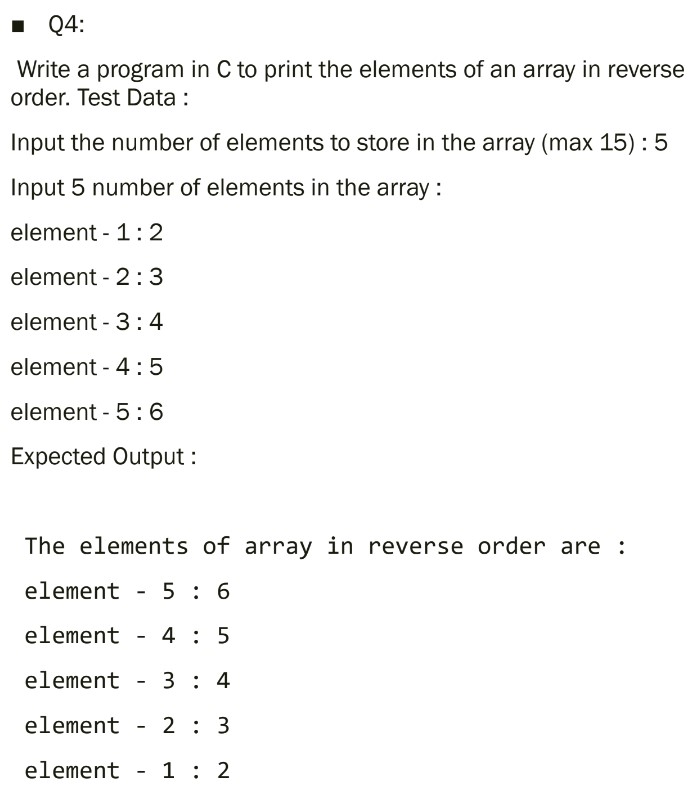 ■ Q4:
Write a program in C to print the elements of an array in reverse
order. Test Data :
Input the number of elements to store in the array (max 15) : 5
Input 5 number of elements in the array :
element - 1 : 2
element - 2 : 3
element - 3 : 4
element - 4 : 5
element - 5 : 6
Expected Output :
The elements of array in reverse order are :
element - 5 : 6
element - 4 : 5
element - 3 : 4
element - 2 : 3
element - 1 : 2